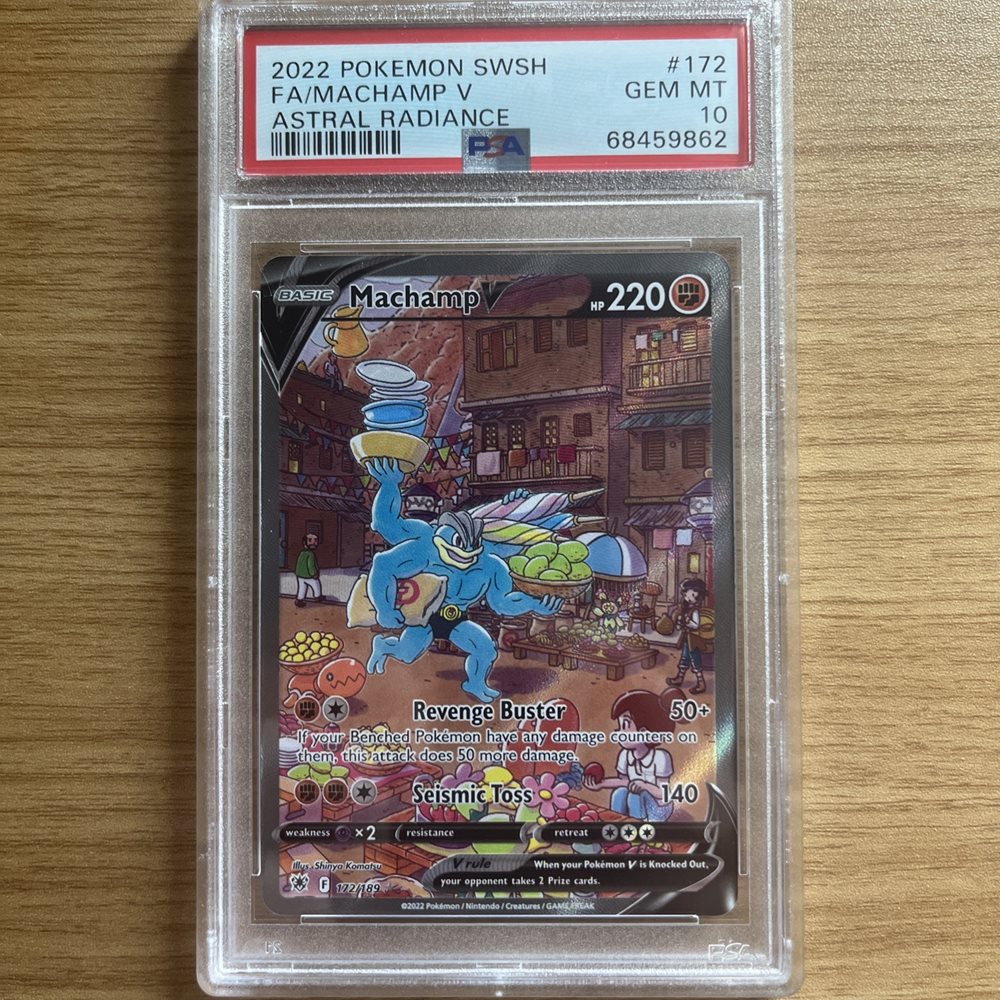 2022 POKEMON SWSH #172
FA/MACHAMP V GEM MT
ASTRAL RADIANCE 10
PSA 68459862
BASIC Machamp V HP 220
Revenge Buster 50+
If your Benched Pokémon have any damage counters on
them, this attack does 50 more damage.
Seismic Toss 140
weakness ×2 resistance retreat
V rule When your Pokémon V is Knocked Out,
your opponent takes 2 Prize cards.
Illus. Shinya Komatsu
F 172/189
©2022 Pokémon / Nintendo / Creatures / GAME FREAK